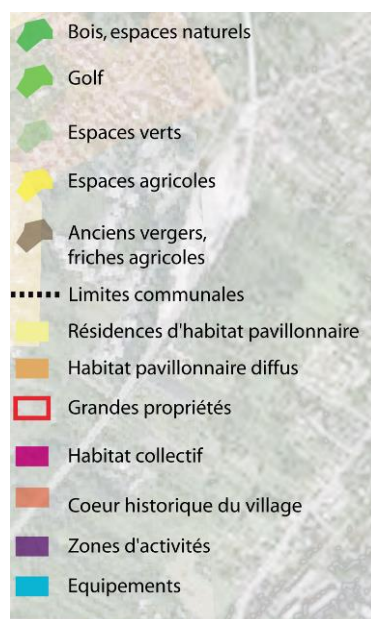 Bois, espaces naturels
Golf
Espaces verts
Espaces agricoles
Anciens vergers,
friches agricoles
Limites communales
Résidences d'habitat pavillonnaire
Habitat pavillonnaire diffus
Grandes propriétés
Habitat collectif
Coeur historique du village
Zones d'activités
Equipements